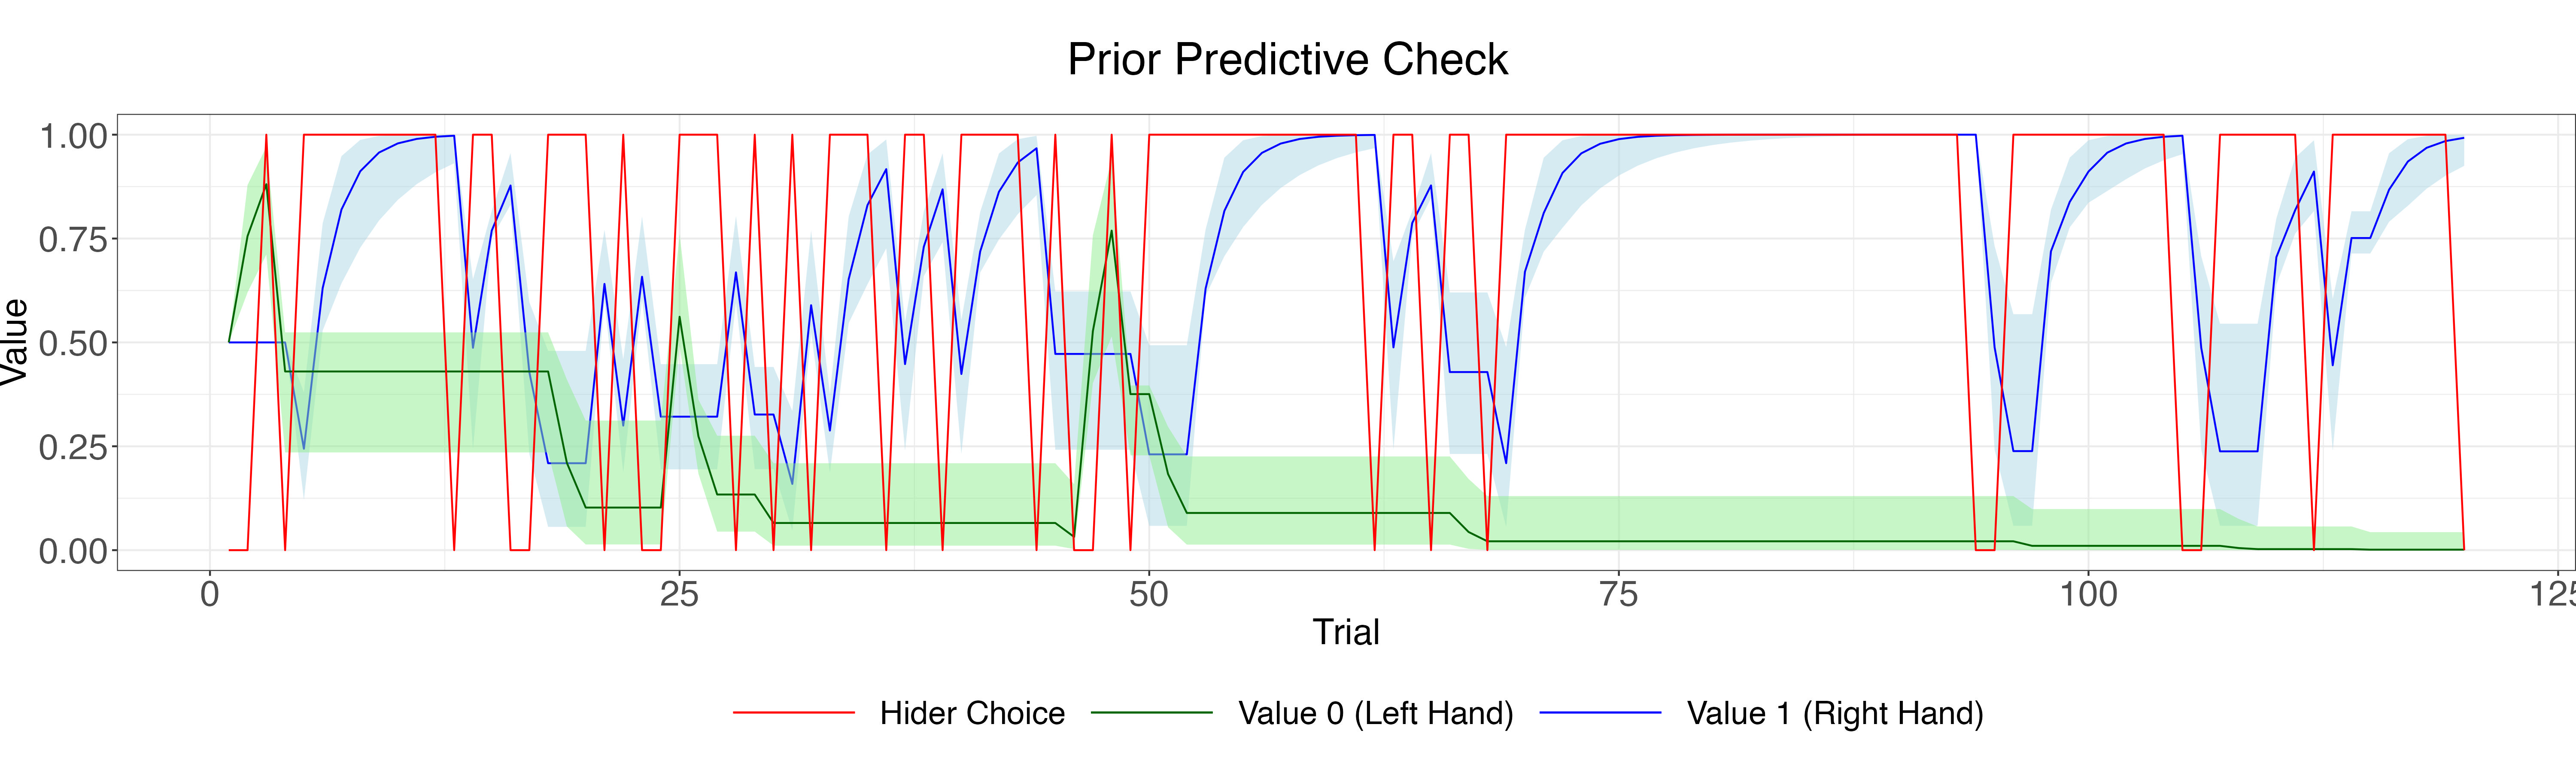 Prior Predictive Check
Value
1.00
0.75
0.50
0.25
0.00
0 25 50 75 100 125
Trial
Hider Choice Value 0 (Left Hand) Value 1 (Right Hand)